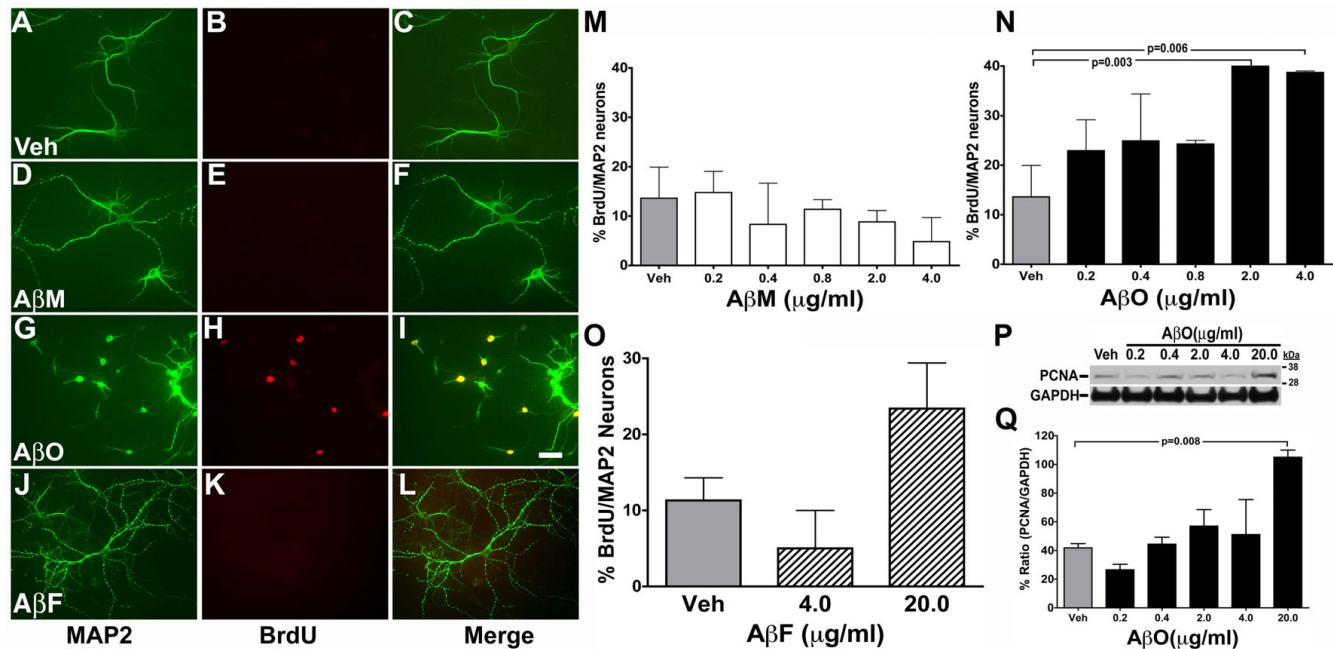 A
B
C
Veh
D
E
F
AβM
G
H
I
AβO
J
K
L
AβF
MAP2
BrdU
Merge
M
% BrdU/MAP2 neurons
40
30
20
10
0
Veh
0.2
0.4
0.8
2.0
4.0
AβM (μg/ml)
N
p=0.006
p=0.003
% BrdU/MAP2 neurons
40
30
20
10
0
Veh
0.2
0.4
0.8
2.0
4.0
AβO (μg/ml)
O
% BrdU/MAP2 Neurons
30
20
10
0
Veh
4.0
20.0
AβF (μg/ml)
P
AβO(μg/ml)
Veh 0.2 0.4 2.0 4.0 20.0 kDa
PCNA
38
28
GAPDH
Q
p=0.008
% Ratio (PCNA/GAPDH)
120
100
80
60
40
20
0
Veh
0.2
0.4
2.0
4.0
20.0
AβO(μg/ml)